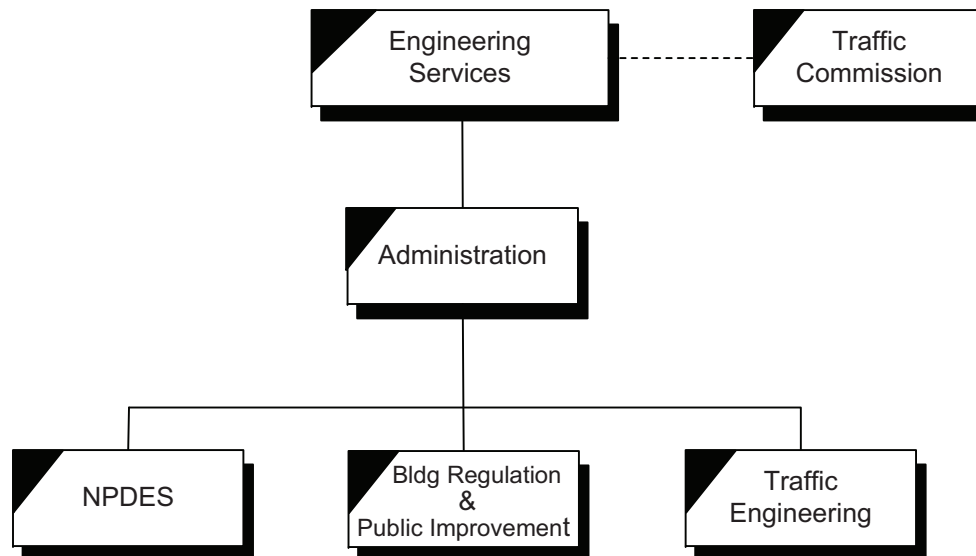 Engineering
Services
Traffic
Commission
Administration
NPDES
Bldg Regulation
&
Public Improvement
Traffic
Engineering